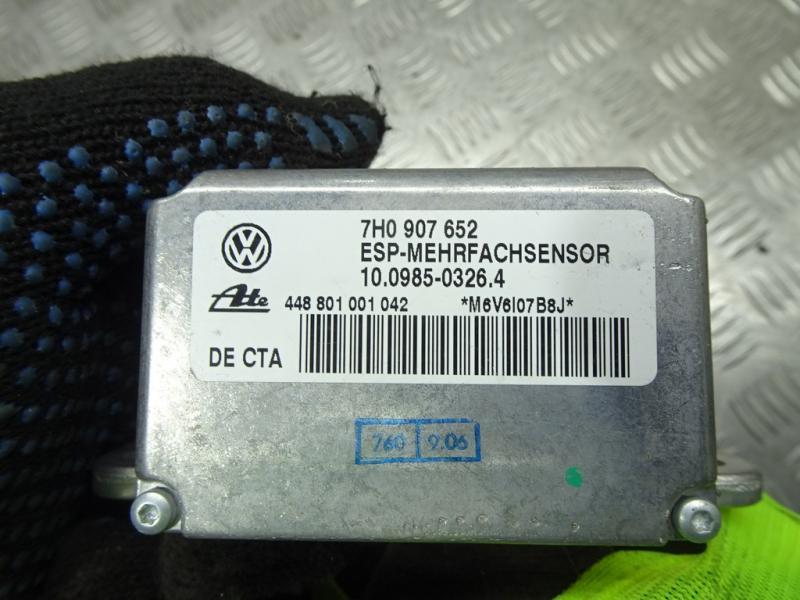 7H0 907 652
ESP-MEHRFACHSENSOR
10.0985-0326.4
Ate 448 801 001 042 *M6V6I07B8J*
DE CTA
760 9.06